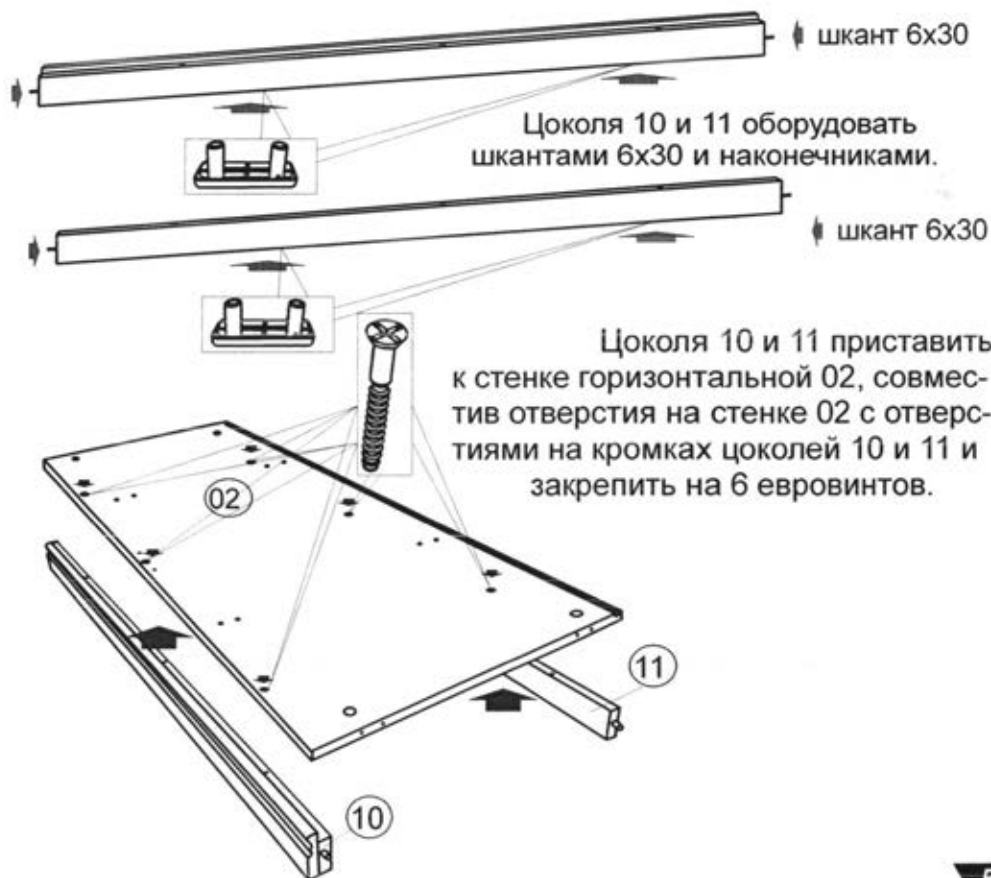 шкант 6х30
Цоколя 10 и 11 оборудовать
шкантами 6х30 и наконечниками.
шкант 6х30
Цоколя 10 и 11 приставить
к стенке горизонтальной 02, совмес-
тив отверстия на стенке 02 с отверс-
тиями на кромках цоколей 10 и 11 и
закрепить на 6 евровинтов.
02
11
10